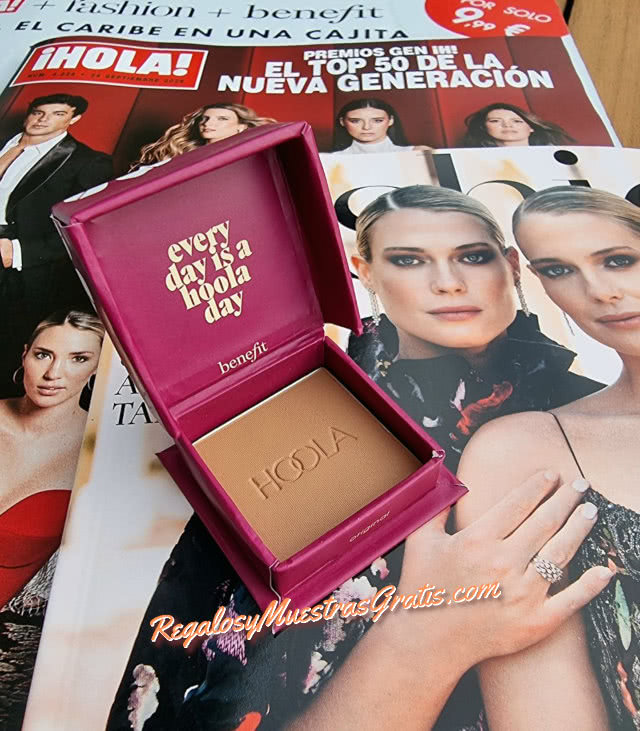 + fashion + benefit
EL CARIBE EN UNA CAJITA
POR SOLO
9,99 €
¡HOLA!
PREMIOS GEN H!
EL TOP 50 DE LA
NUEVA GENERACIÓN
every
day is a
hoola
day
benefit
HOOLA
original
RegalosyMuestrasGratis.com